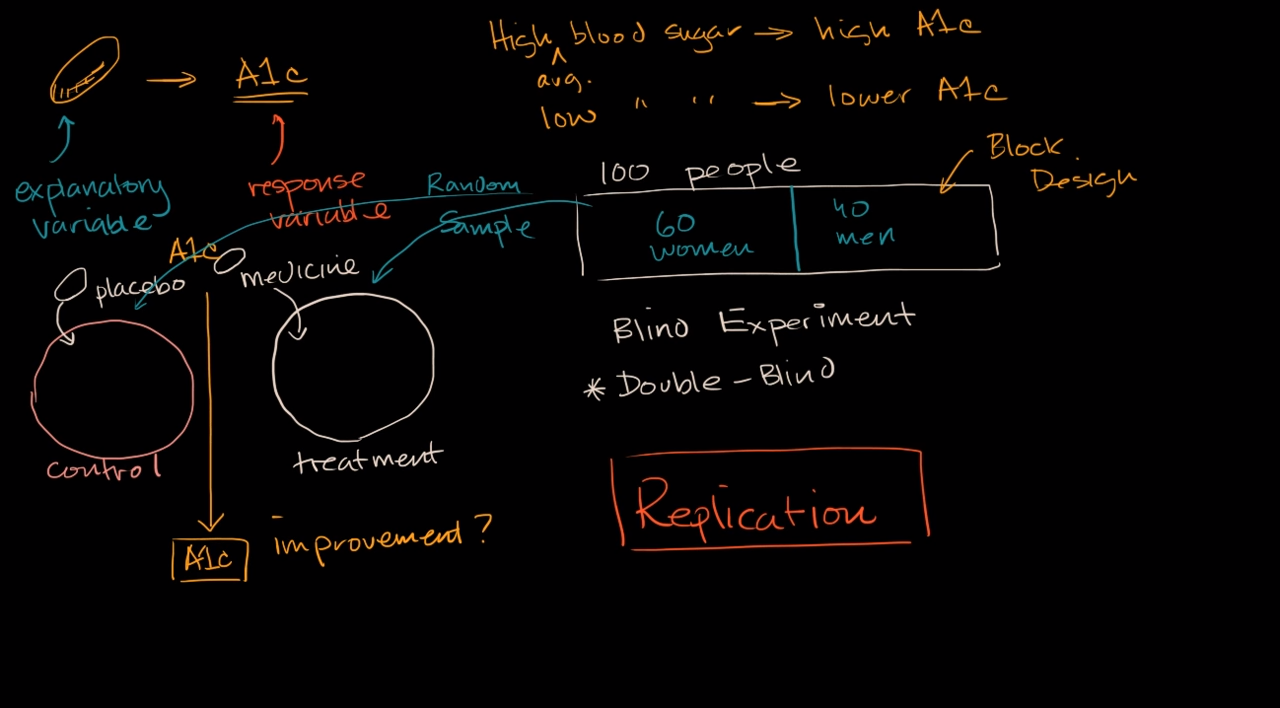 High blood sugar → high A1c
avg.
low " " → lower A1c
→ A1c
explanatory
variable
response
variable
Random
Sample
100 people
60
women
40
men
Block
Design
A1c
placebo
medicine
control
treatment
Blind Experiment
* Double-Blind
Replication
A1c improvement?